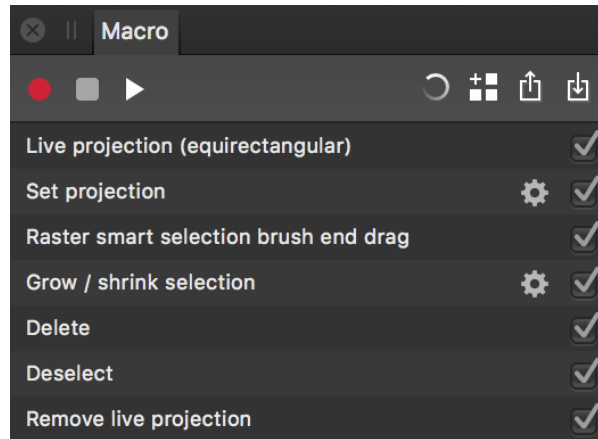 Macro
Live projection (equirectangular)
Set projection
Raster smart selection brush end drag
Grow / shrink selection
Delete
Deselect
Remove live projection